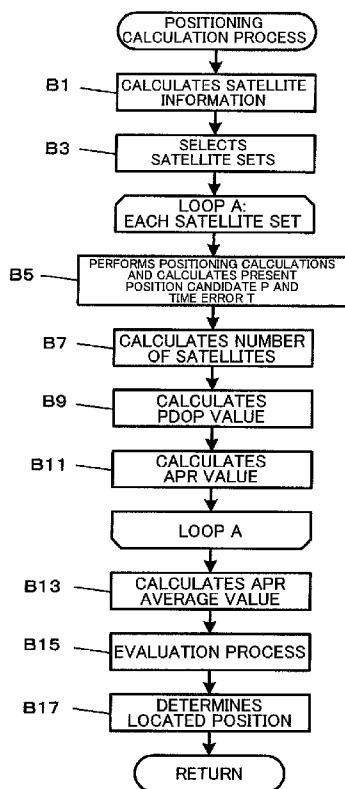 POSITIONING
CALCULATION PROCESS
B1
CALCULATES SATELLITE
INFORMATION
B3
SELECTS
SATELLITE SETS
LOOP A:
EACH SATELLITE SET
B5
PERFORMS POSITIONING CALCULATIONS
AND CALCULATES PRESENT
POSITION CANDIDATE P AND
TIME ERROR T
B7
CALCULATES NUMBER
OF SATELLITES
B9
CALCULATES
PDOP VALUE
B11
CALCULATES
APR VALUE
LOOP A
B13
CALCULATES APR
AVERAGE VALUE
B15
EVALUATION PROCESS
B17
DETERMINES
LOCATED POSITION
RETURN